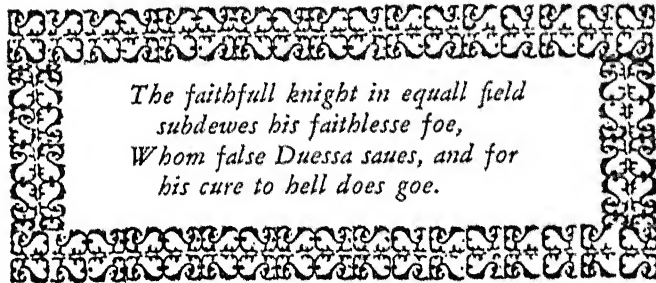 The faithfull knight in equall field
subdewes his faithlesse foe,
Whom false Duessa saues, and for
his cure to hell does goe.